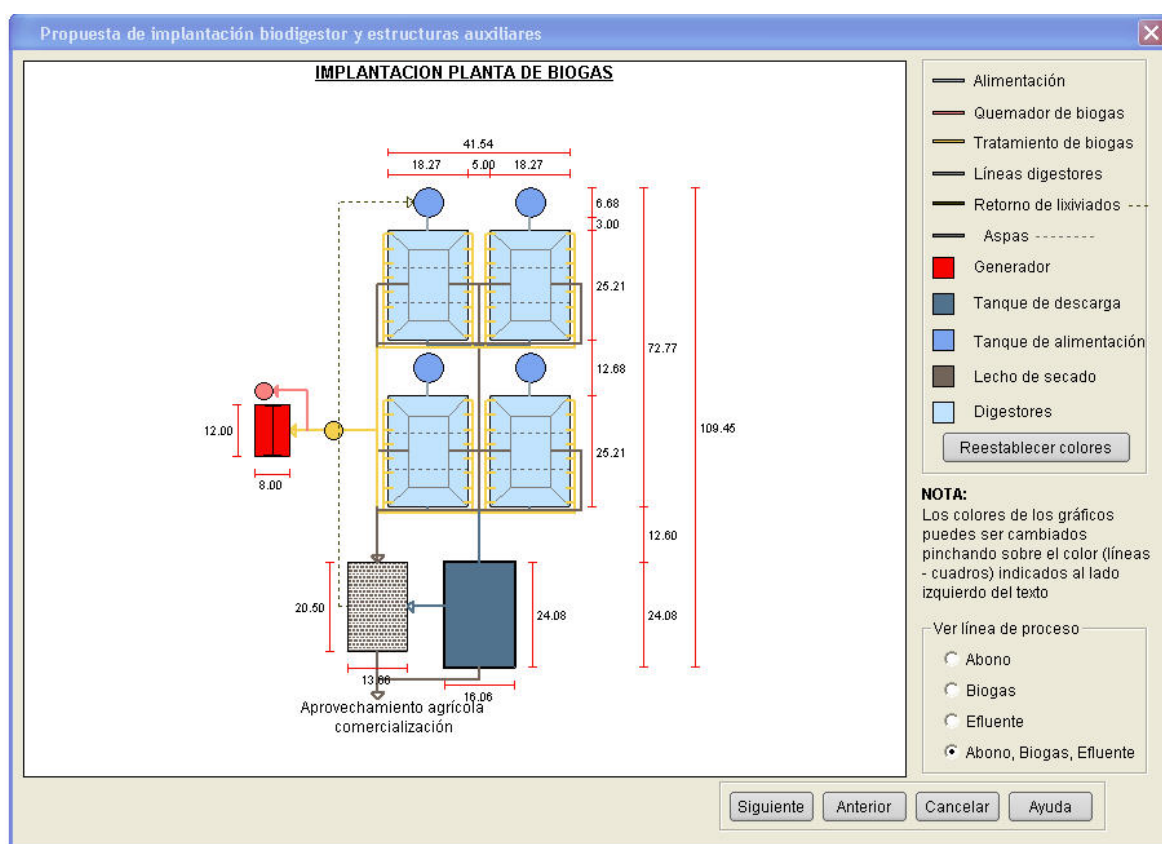 Propuesta de implantación biodigestor y estructuras auxiliares
IMPLANTACION PLANTA DE BIOGAS
41.54
18.27 5.00 18.27
6.68
3.00
25.21
72.77
12.68
109.45
12.00
25.21
8.00
12.60
20.50
24.08
24.08
13.66
16.06
Aprovechamiento agrícola
comercialización
Alimentación
Quemador de biogas
Tratamiento de biogas
Líneas digestores
Retorno de lixiviados ---
Aspas --------
Generador
Tanque de descarga
Tanque de alimentación
Lecho de secado
Digestores
Reestablecer colores
NOTA:
Los colores de los gráficos
puedes ser cambiados
pinchando sobre el color (líneas
- cuadros) indicados al lado
izquierdo del texto
Ver línea de proceso
Abono
Biogas
Efluente
Abono, Biogas, Efluente
Siguiente Anterior Cancelar Ayuda